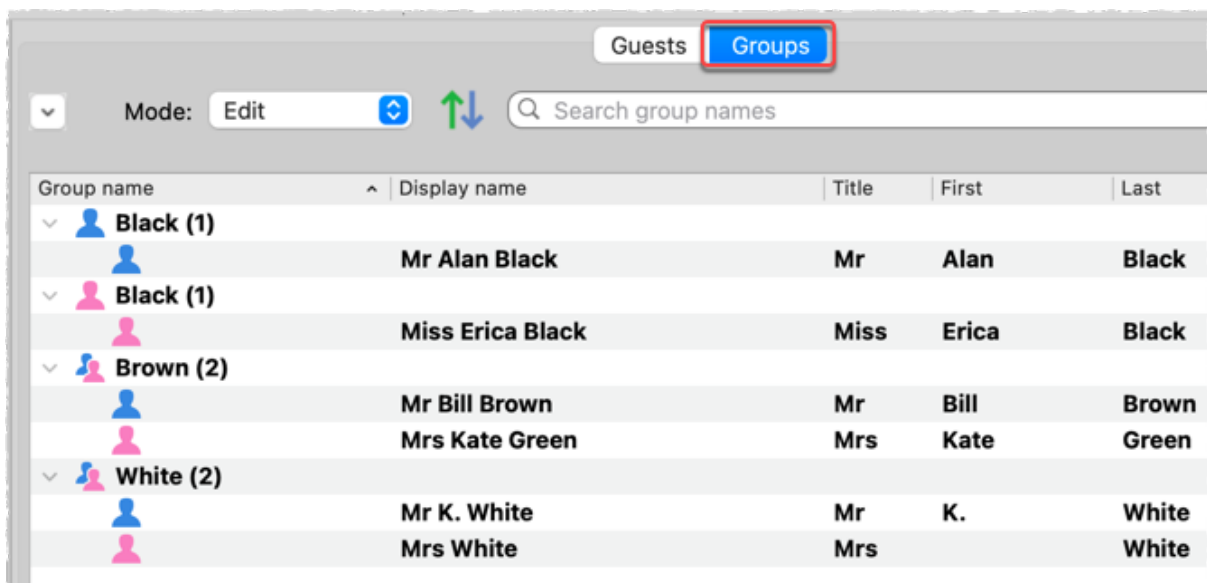 Guests Groups
Mode: Edit Search group names
Group name Display name Title First Last
Black (1)
Mr Alan Black Mr Alan Black
Black (1)
Miss Erica Black Miss Erica Black
Brown (2)
Mr Bill Brown Mr Bill Brown
Mrs Kate Green Mrs Kate Green
White (2)
Mr K. White Mr K. White
Mrs White Mrs White